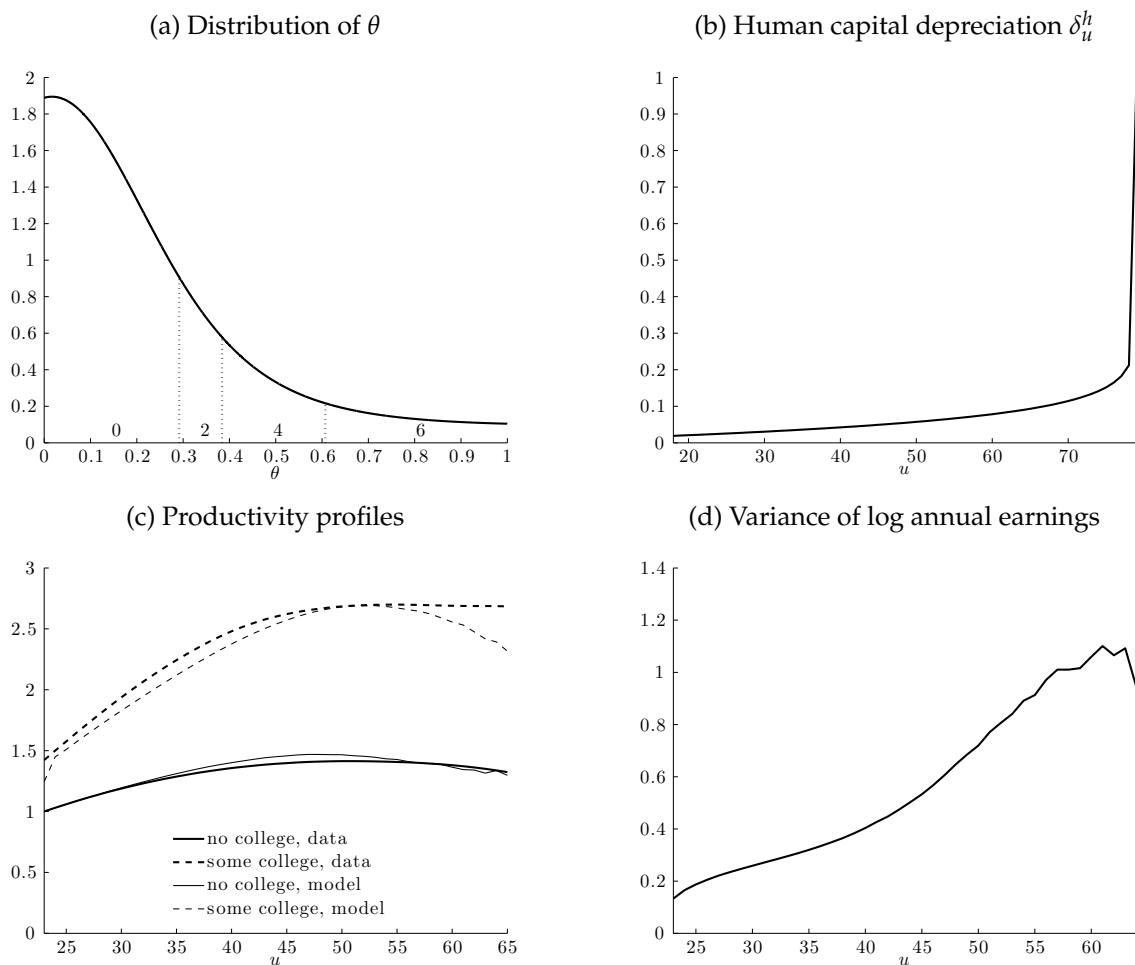 (a) Distribution of θ
2
1.8
1.6
1.4
1.2
1
0.8
0.6
0.4
0.2
0
0 2 4 6
0 0.1 0.2 0.3 0.4 0.5 0.6 0.7 0.8 0.9 1
θ
(b) Human capital depreciation δ_u^h
1
0.9
0.8
0.7
0.6
0.5
0.4
0.3
0.2
0.1
0
20 30 40 50 60 70
u
(c) Productivity profiles
3
2.5
2
1.5
1
0.5
0
no college, data
some college, data
no college, model
some college, model
25 30 35 40 45 50 55 60 65
u
(d) Variance of log annual earnings
1.4
1.2
1
0.8
0.6
0.4
0.2
0
25 30 35 40 45 50 55 60
u